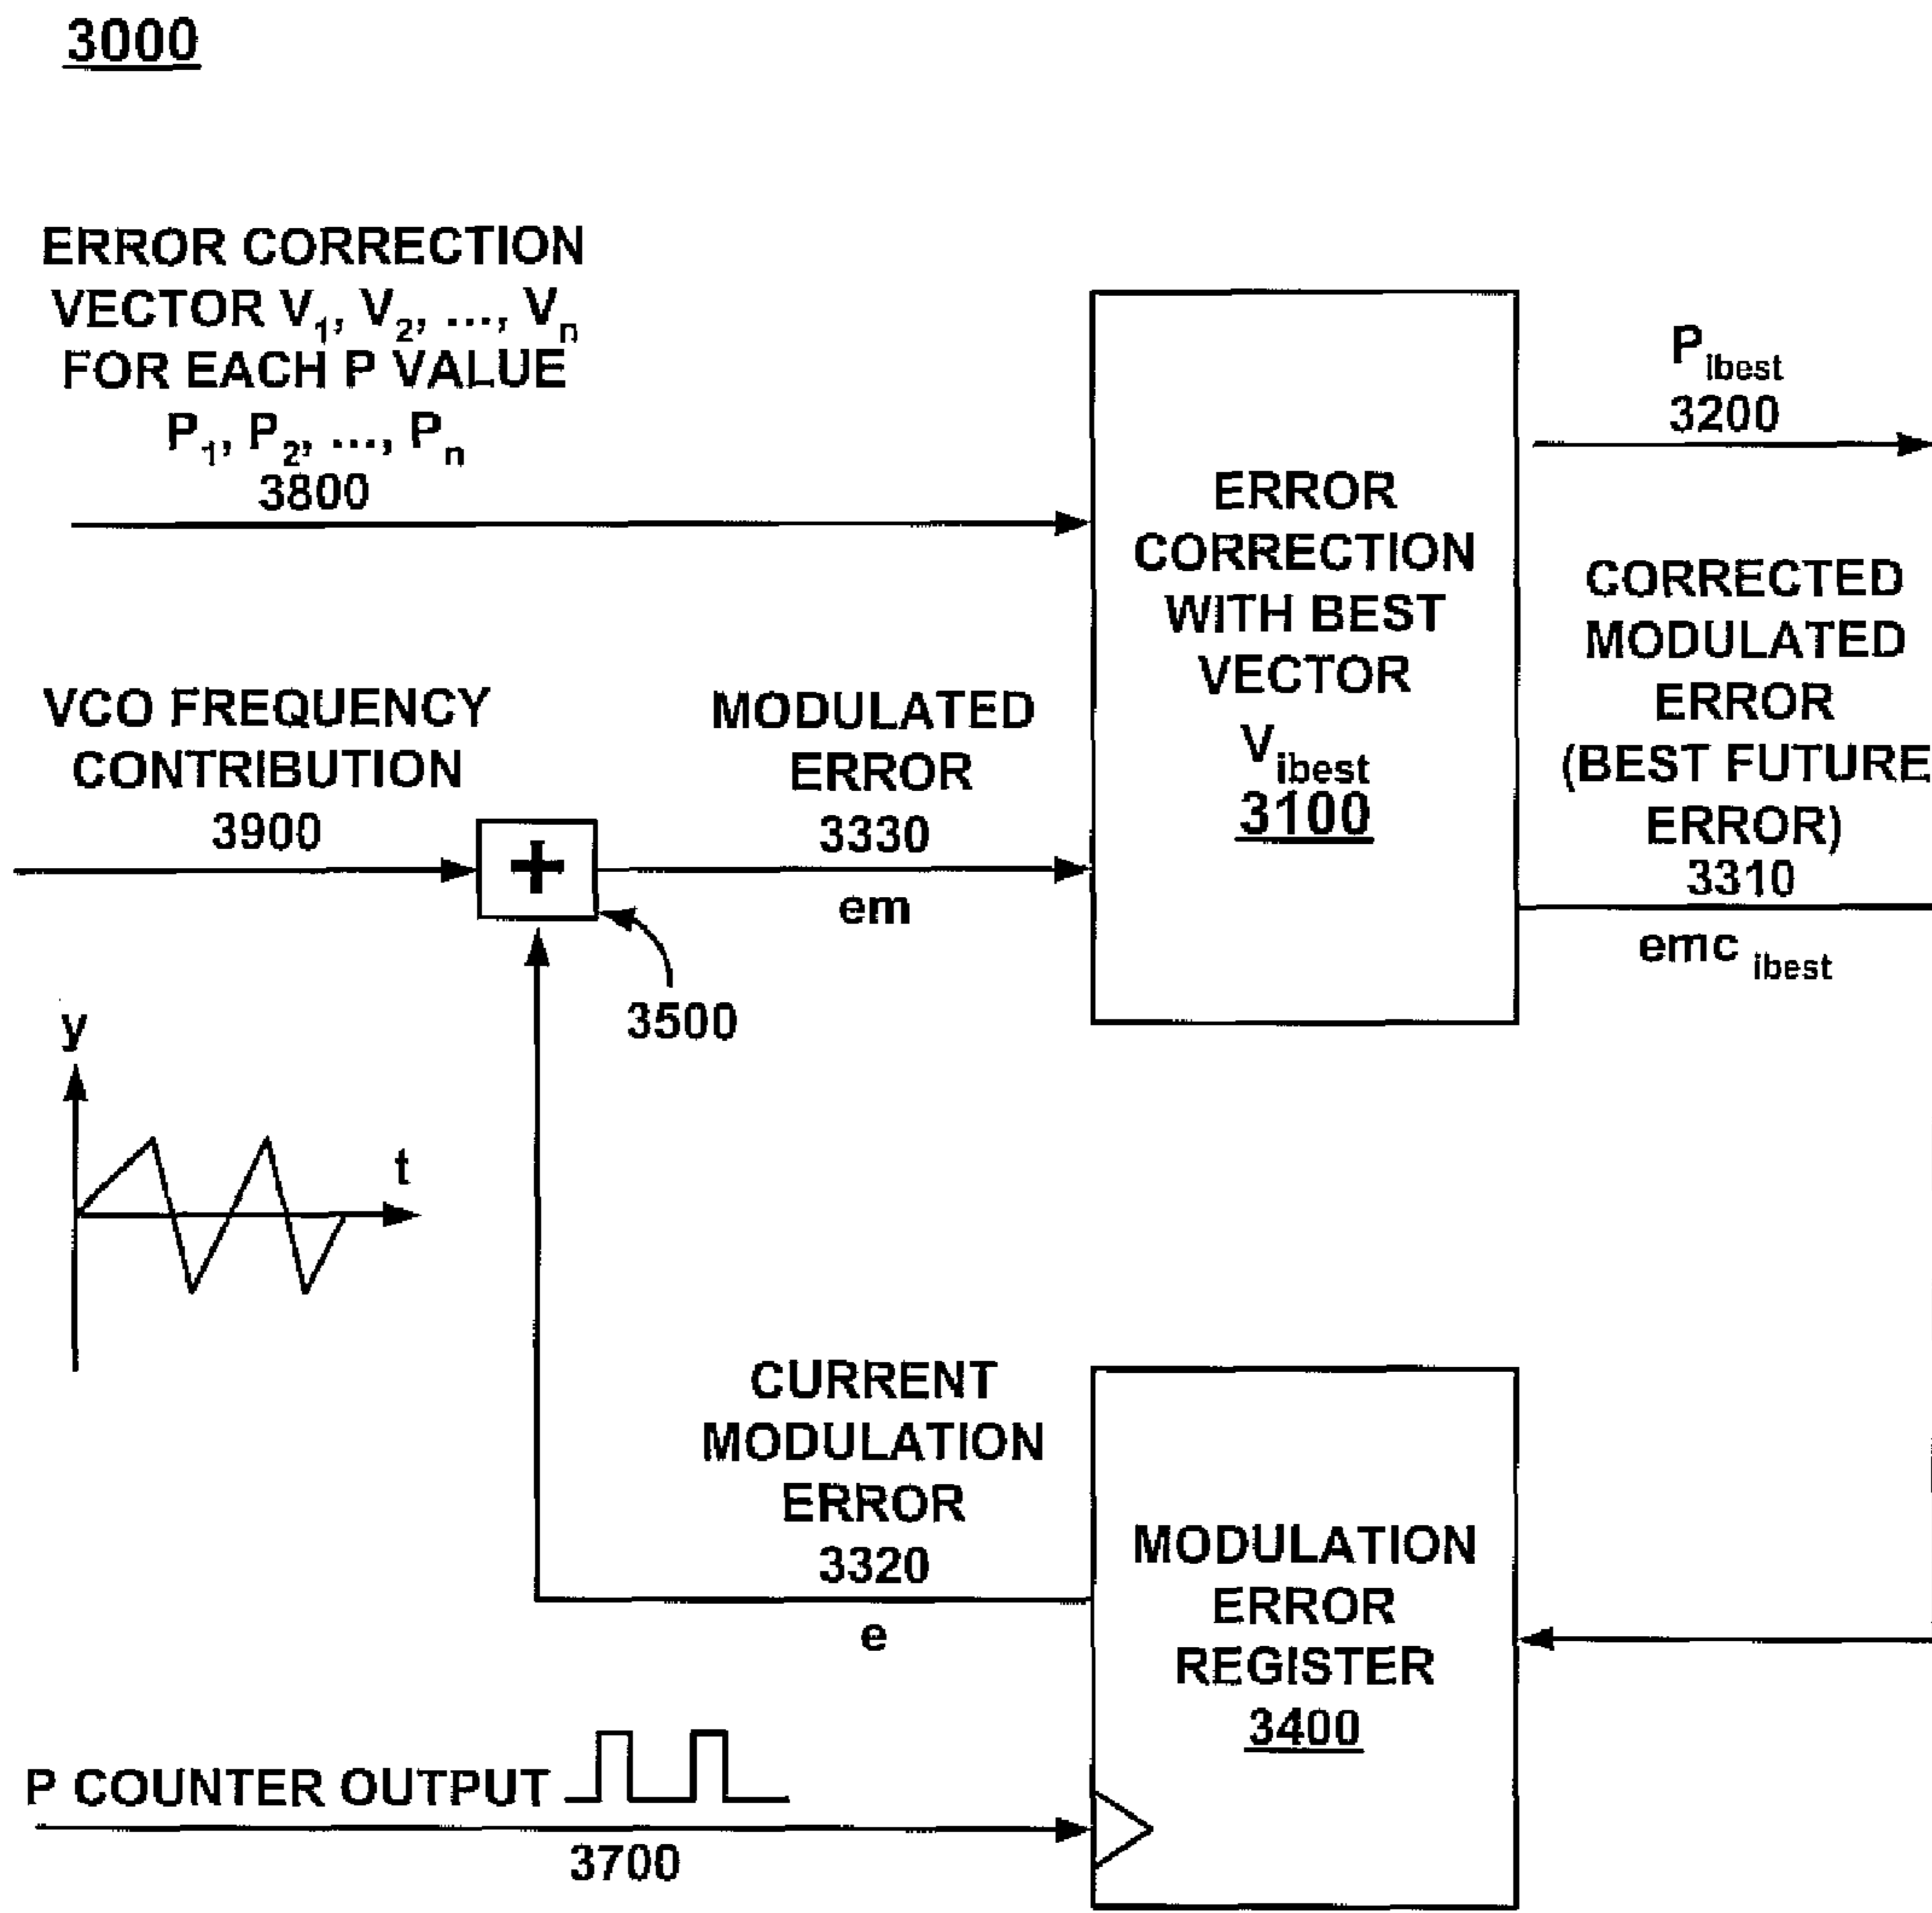 3000
ERROR CORRECTION
VECTOR V1, V2, ..., Vn
FOR EACH P VALUE
P1, P2, ..., Pn
3800
VCO FREQUENCY
CONTRIBUTION
3900
+
3500
MODULATED
ERROR
3330
em
ERROR
CORRECTION
WITH BEST
VECTOR
Vibest
3100
Pibest
3200
CORRECTED
MODULATED
ERROR
(BEST FUTURE
ERROR)
3310
emc ibest
y
t
CURRENT
MODULATION
ERROR
3320
e
MODULATION
ERROR
REGISTER
3400
P COUNTER OUTPUT
3700